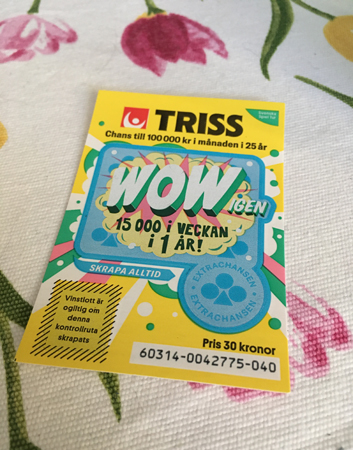 TRISS
Svenska
Spel
Chans till 100 000 kr i månaden i 25 år
WOW
IGEN
15 000 I VECKAN
I 1 ÅR!
SKRAPA ALLTID
EXTRACHANSEN
EXTRACHANSEN
Vinstlott är
ogiltig om
denna
kontrollruta
skrapats
Pris 30 kronor
60314-0042775-040